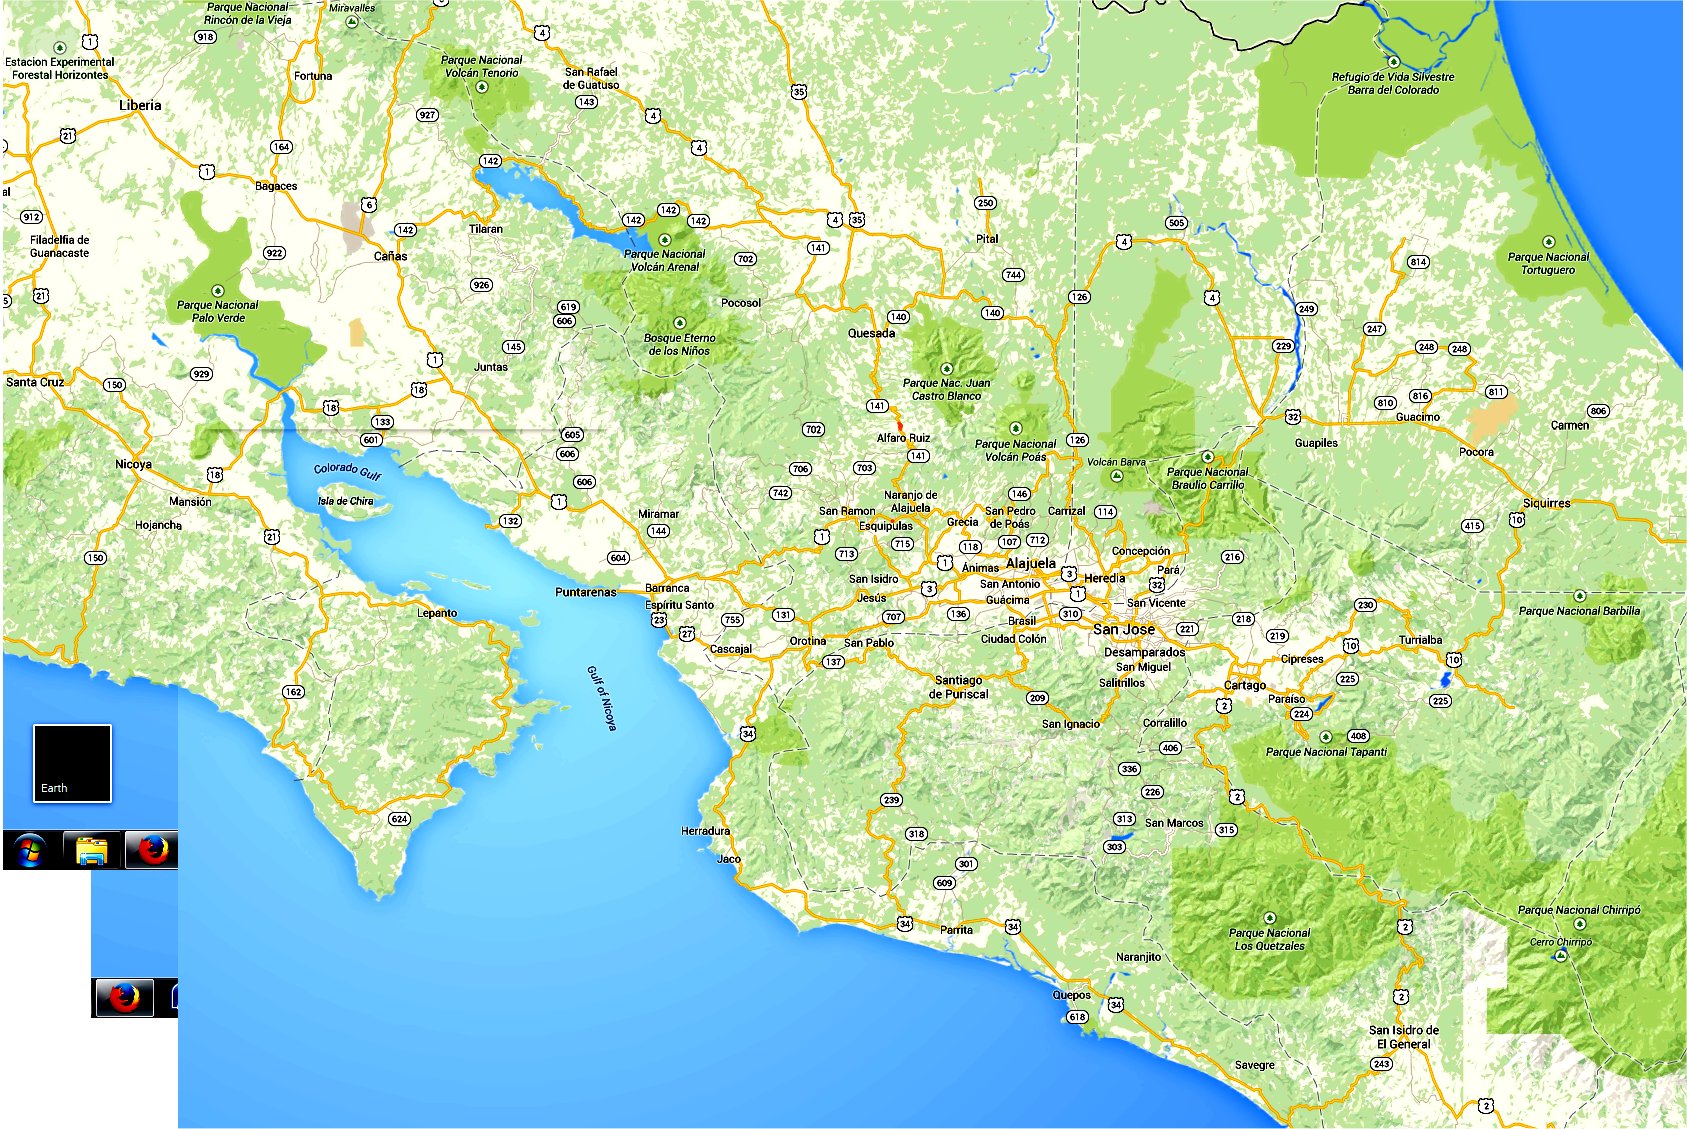 Parque Nacional
Rincón de la Vieja
Miravalles
918
1
4
Estacion Experimental
Forestal Horizontes
Fortuna
Parque Nacional
Volcán Tenorio
San Rafael
de Guatuso
143
35
Refugio de Vida Silvestre
Barra del Colorado
Liberia
927
4
21
164
4
142
1
Bagaces
6
250
912
142
142
142
4
35
505
Tilaran
142
Pital
4
Filadelfia de
Guanacaste
922
Cañas
Parque Nacional
Volcán Arenal
702
141
814
Parque Nacional
Tortuguero
744
926
21
Parque Nacional
Palo Verde
619
606
Pocosol
126
4
249
140
140
247
Bosque Eterno
de los Niños
Quesada
145
229
248
248
1
Juntas
Santa Cruz
150
929
18
Parque Nac. Juan
Castro Blanco
811
816
810
18
141
32
Guacimo
806
133
601
605
702
Alfaro Ruiz
Parque Nacional
Volcán Poás
126
Guapiles
Carmen
606
141
Pocora
Nicoya
18
Colorado Gulf
706
703
Volcán Barva
Parque Nacional
Braulio Carrillo
606
742
146
Isla de Chira
Mansión
1
Naranjo de
Alajuela
Siquirres
Hojancha
132
Miramar
144
San Ramon
Esquipulas
Grecia
San Pedro
de Poás
Carrizal
114
10
415
21
1
150
604
713
715
118
107
712
Concepción
216
1
Ánimas
Alajuela
3
Heredia
Pará
San Isidro
San Antonio
32
Puntarenas
Barranca
3
1
Jesús
Guácima
San Vicente
Parque Nacional Barbilla
Espíritu Santo
230
Lepanto
23
755
131
707
136
Brasil
310
218
27
San Jose
221
219
Orotina
San Pablo
Ciudad Colón
Turrialba
Cascajal
10
Desamparados
Cipreses
10
137
San Miguel
Gulf of Nicoya
Santiago
de Puriscal
Salitrillos
Cartago
225
162
209
Paraíso
225
2
224
San Ignacio
Corralillo
34
408
406
Parque Nacional Tapanti
336
Earth
226
2
239
624
313
San Marcos
315
Herradura
318
303
Jaco
301
609
Parque Nacional Chirripó
34
34
Parrita
Parque Nacional
Los Quetzales
2
Cerro Chirripó
Naranjito
Quepos
34
2
618
San Isidro de
El General
Savegre
243
2